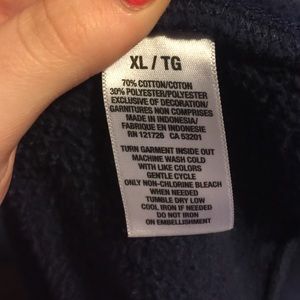 XL / TG
70% COTTON/COTON
30% POLYESTER/POLYESTER
EXCLUSIVE OF DECORATION/
GARNITURES NON COMPRISES
MADE IN INDONESIA/
FABRIQUE EN INDONESIE
RN 121726 CA 53201
TURN GARMENT INSIDE OUT
MACHINE WASH COLD
WITH LIKE COLORS
GENTLE CYCLE
ONLY NON-CHLORINE BLEACH
WHEN NEEDED
TUMBLE DRY LOW
COOL IRON IF NEEDED
DO NOT IRON
ON EMBELLISHMENT